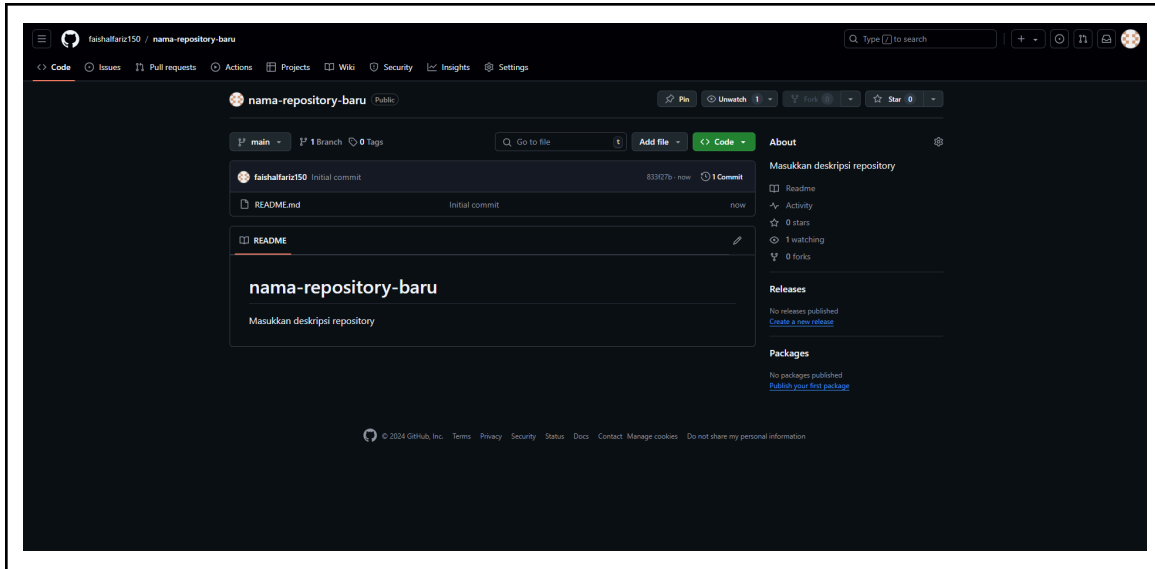 faishalfariz150 / nama-repository-baru
Type / to search
Code Issues Pull requests Actions Projects Wiki Security Insights Settings
nama-repository-baru Public
Pin Unwatch 1 Fork 0 Star 0
main 1 Branch 0 Tags Go to file t Add file Code
About
Masukkan deskripsi repository
faishalfariz150 Initial commit 833f27b · now 1 Commit
README.md Initial commit now
Readme
Activity
0 stars
1 watching
0 forks
README
nama-repository-baru
Masukkan deskripsi repository
Releases
No releases published
Create a new release
Packages
No packages published
Publish your first package
© 2024 GitHub, Inc. Terms Privacy Security Status Docs Contact Manage cookies Do not share my personal information